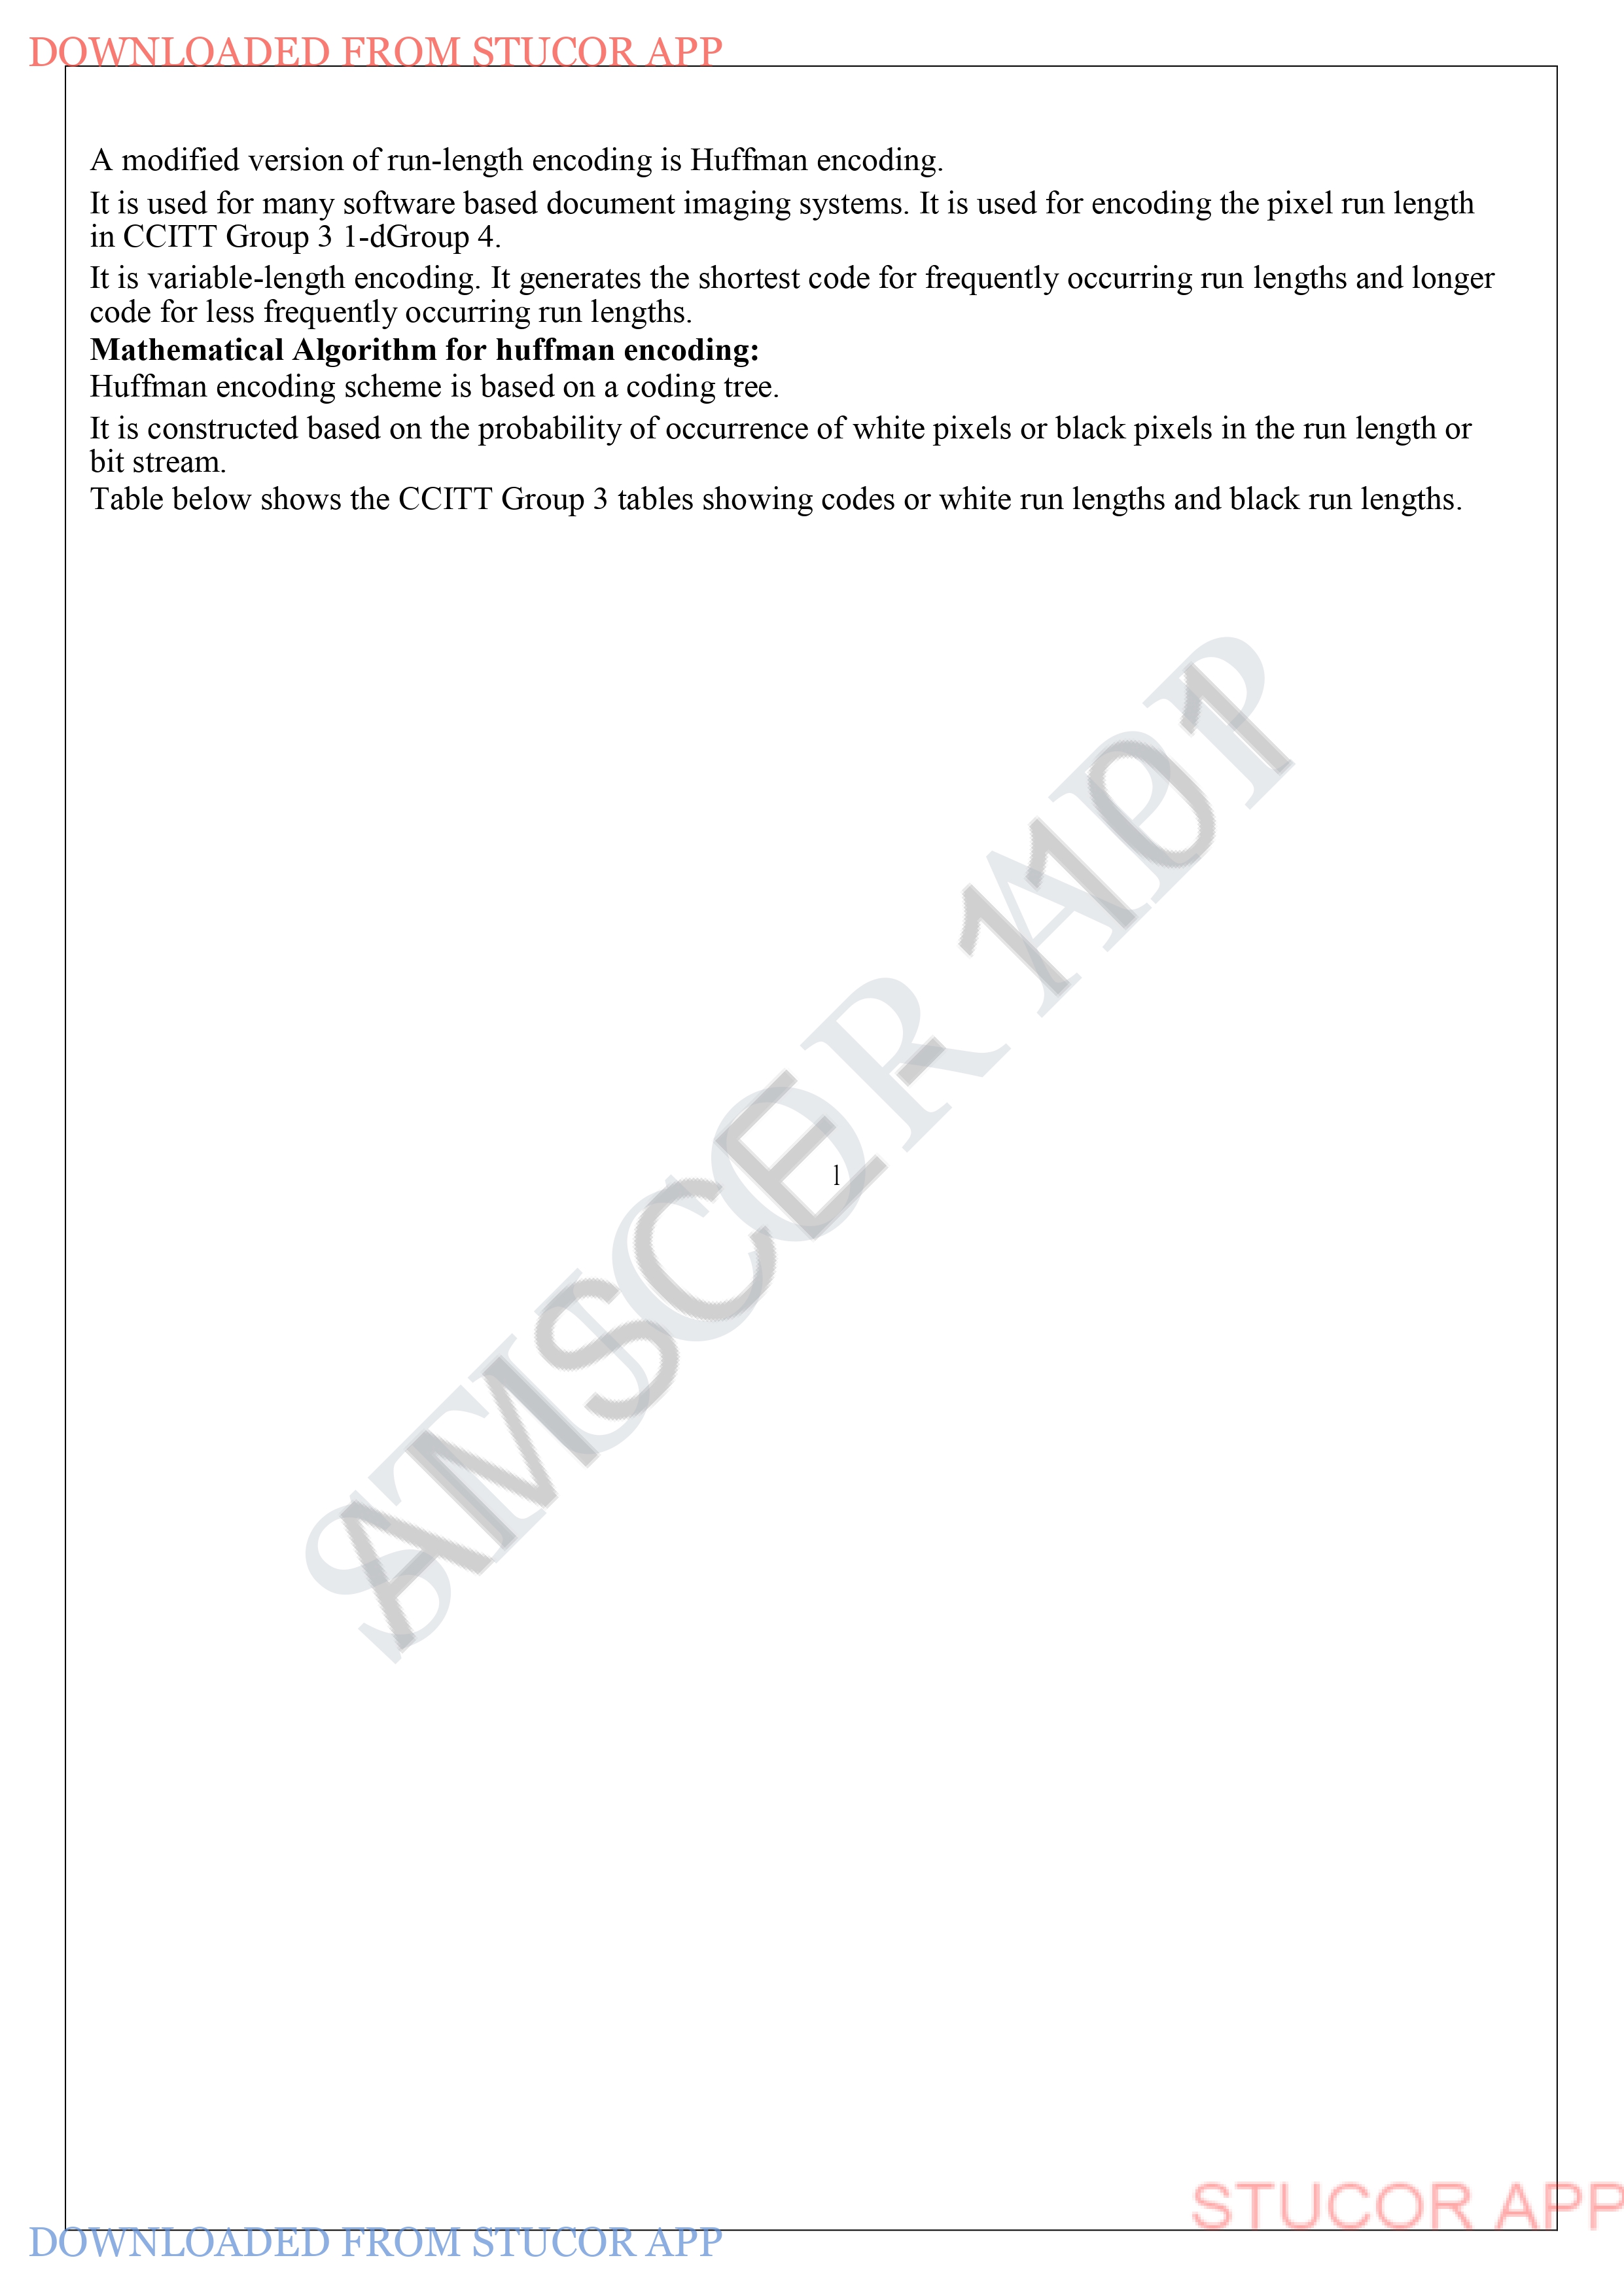 DOWNLOADED FROM STUCOR APP
A modified version of run-length encoding is Huffman encoding.
It is used for many software based document imaging systems. It is used for encoding the pixel run length
in CCITT Group 3 1-dGroup 4.
It is variable-length encoding. It generates the shortest code for frequently occurring run lengths and longer
code for less frequently occurring run lengths.
Mathematical Algorithm for huffman encoding:
Huffman encoding scheme is based on a coding tree.
It is constructed based on the probability of occurrence of white pixels or black pixels in the run length or
bit stream.
Table below shows the CCITT Group 3 tables showing codes or white run lengths and black run lengths.
STUCOR APP
AMSCE - 1101
l
STUCOR APP
DOWNLOADED FROM STUCOR APP